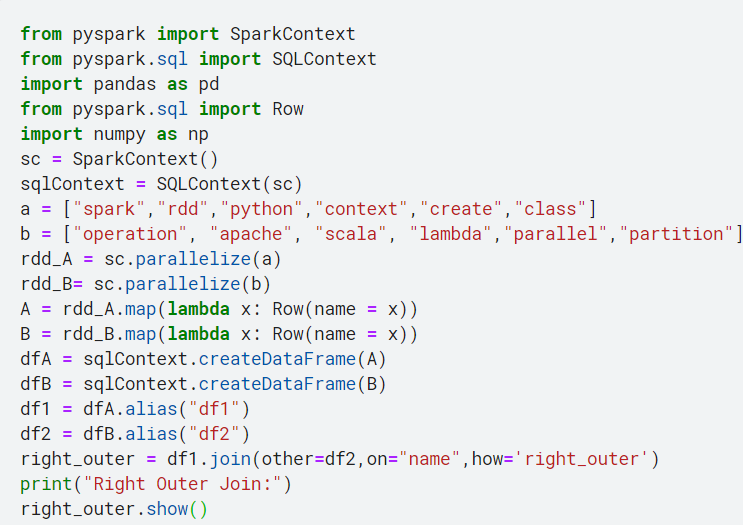 from pyspark import SparkContext
from pyspark.sql import SQLContext
import pandas as pd
from pyspark.sql import Row
import numpy as np
sc = SparkContext()
sqlContext = SQLContext(sc)
a = ["spark","rdd","python","context","create","class"]
b = ["operation", "apache", "scala", "lambda","parallel","partition"]
rdd_A = sc.parallelize(a)
rdd_B= sc.parallelize(b)
A = rdd_A.map(lambda x: Row(name = x))
B = rdd_B.map(lambda x: Row(name = x))
dfA = sqlContext.createDataFrame(A)
dfB = sqlContext.createDataFrame(B)
df1 = dfA.alias("df1")
df2 = dfB.alias("df2")
right_outer = df1.join(other=df2,on="name",how='right_outer')
print("Right Outer Join:")
right_outer.show()